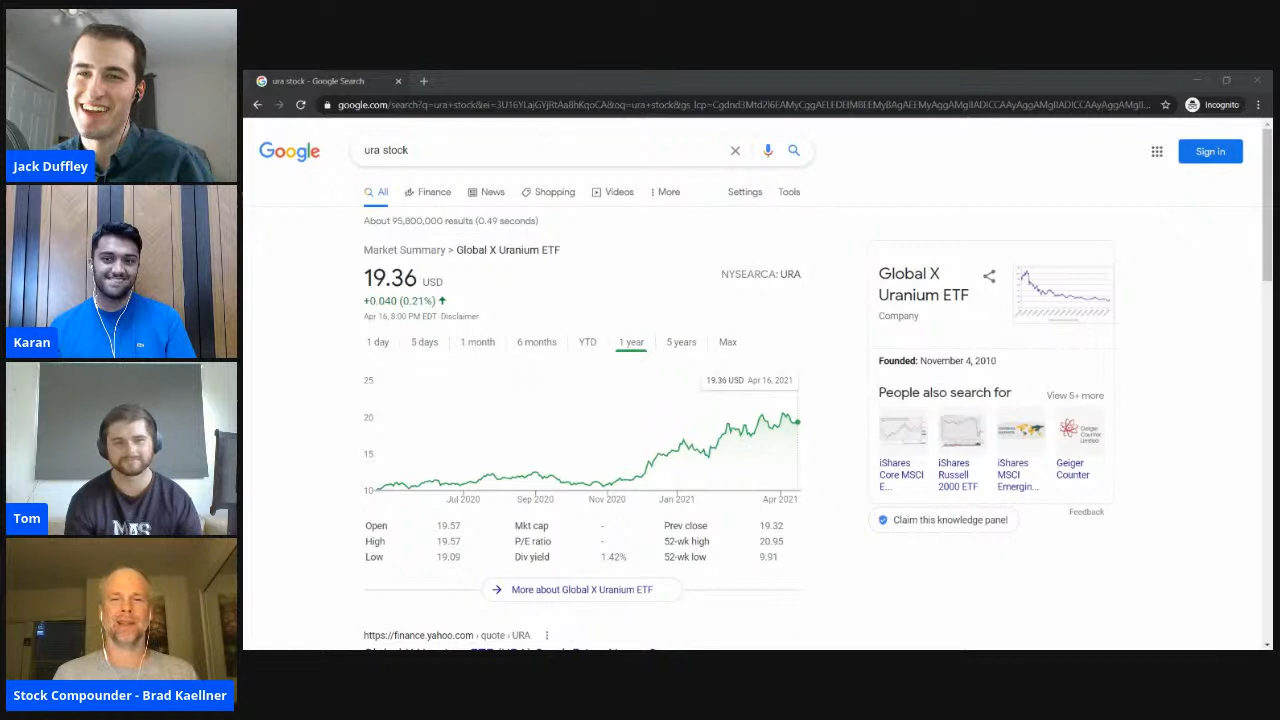 Jack Duffley
Karan
Tom
MAS
Stock Compounder - Brad Kaellner
ura stock - Google Search
Incognito
Google
ura stock
Sign in
All Finance News Shopping Videos More Settings Tools
About 95,800,000 results (0.49 seconds)
Market Summary > Global X Uranium ETF
19.36 USD
NYSEARCA: URA
+0.040 (0.21%)
Apr 16, 8:00 PM EDT · Disclaimer
1 day 5 days 1 month 6 months YTD 1 year 5 years Max
19.36 USD Apr 16, 2021
25
20
15
10
Jul 2020 Sep 2020 Nov 2020 Jan 2021 Apr 2021
Open 19.57 Mkt cap - Prev close 19.32
High 19.57 P/E ratio - 52-wk high 20.95
Low 19.09 Div yield 1.42% 52-wk low 9.91
More about Global X Uranium ETF
https://finance.yahoo.com › quote › URA
Global X
Uranium ETF
Company
Founded: November 4, 2010
People also search for
View 5+ more
Geiger
Counter
Limited
iShares
Core MSCI
E...
iShares
Russell
2000 ETF
iShares
MSCI
Emergin...
Geiger
Counter
Feedback
Claim this knowledge panel